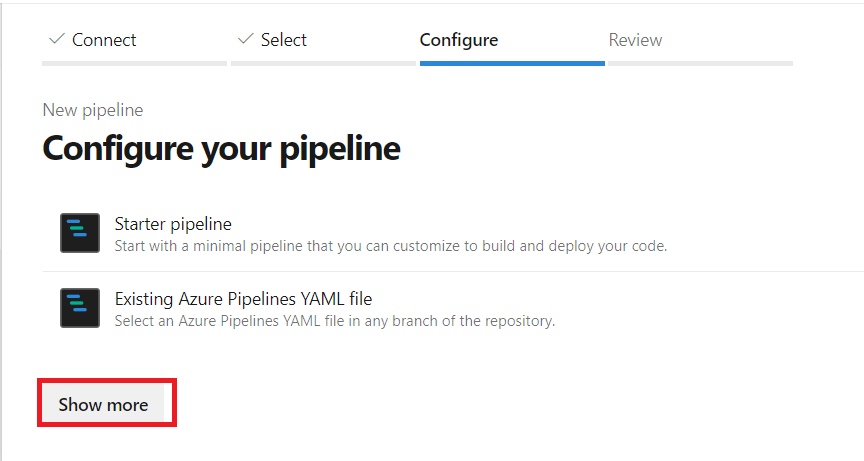 Connect Select Configure Review
New pipeline
Configure your pipeline
Starter pipeline
Start with a minimal pipeline that you can customize to build and deploy your code.
Existing Azure Pipelines YAML file
Select an Azure Pipelines YAML file in any branch of the repository.
Show more